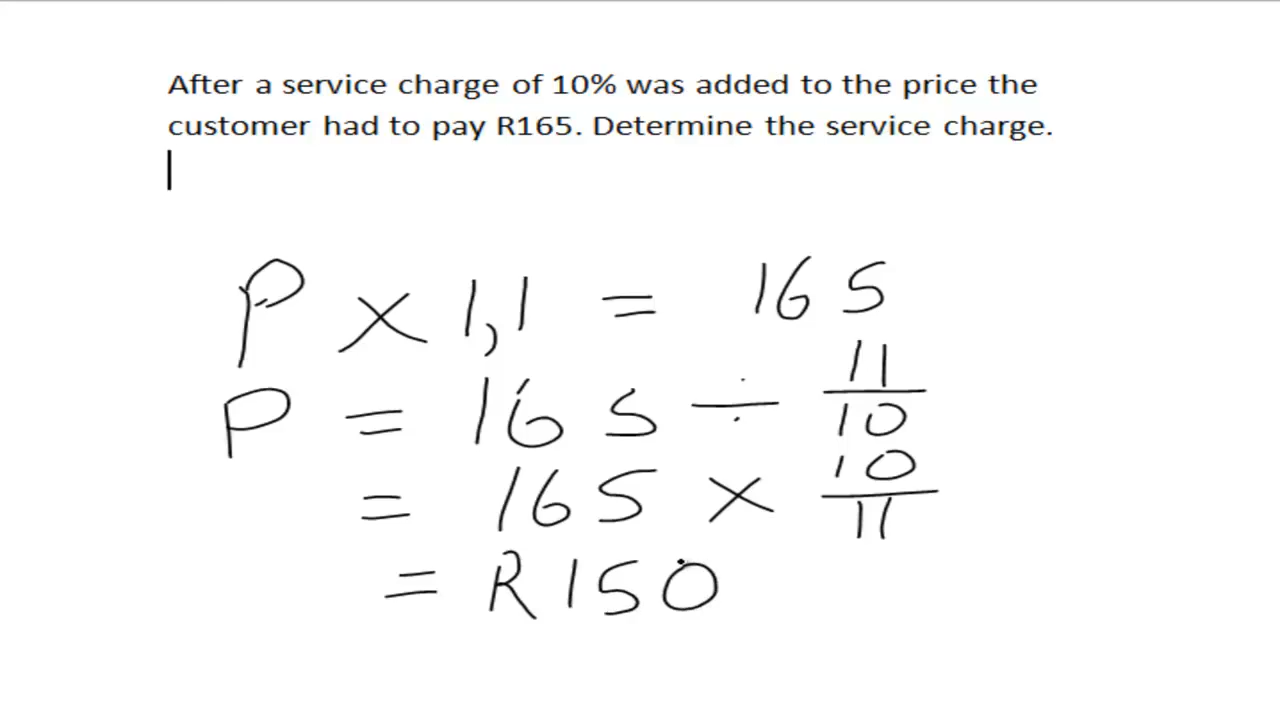 After a service charge of 10% was added to the price the
customer had to pay R165. Determine the service charge.
P × 1,1 = 165
P = 165 ÷ 11/10
= 165 × 10/11
= R150